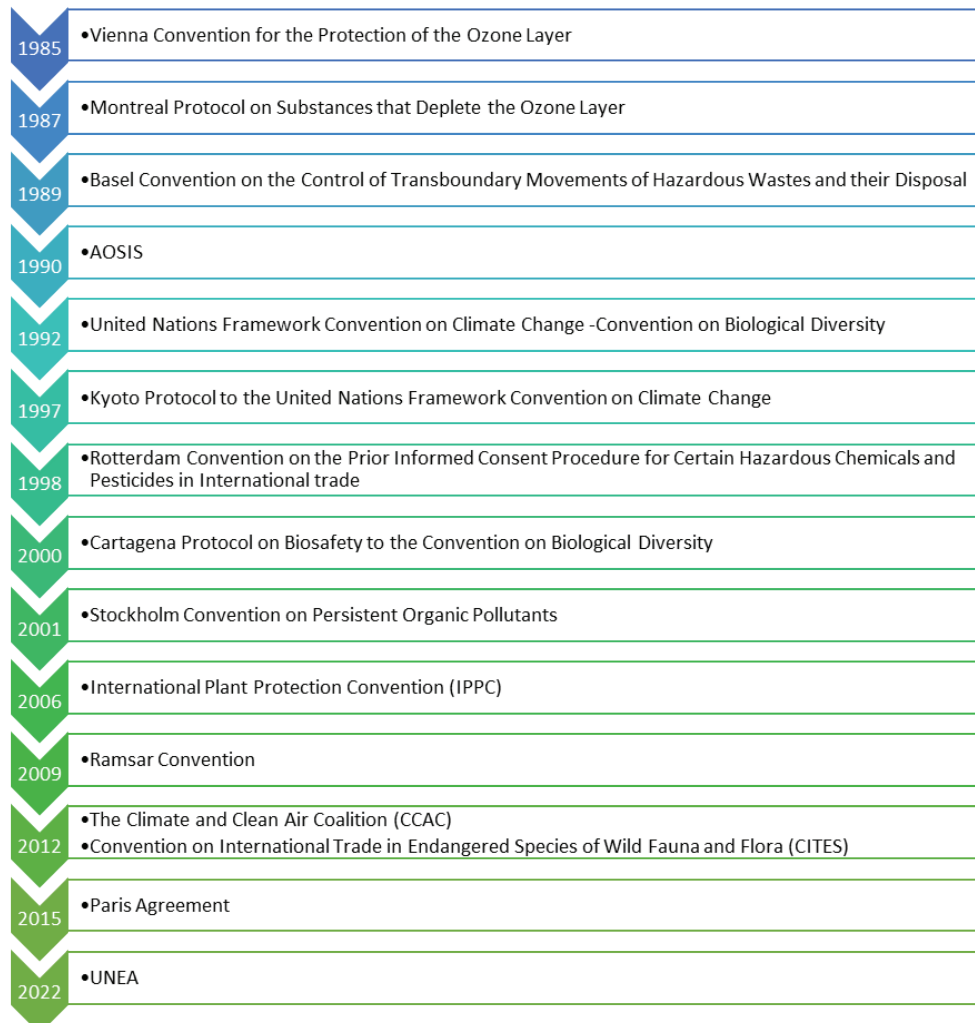 1985
•Vienna Convention for the Protection of the Ozone Layer
1987
•Montreal Protocol on Substances that Deplete the Ozone Layer
1989
•Basel Convention on the Control of Transboundary Movements of Hazardous Wastes and their Disposal
1990
•AOSIS
1992
•United Nations Framework Convention on Climate Change -Convention on Biological Diversity
1997
•Kyoto Protocol to the United Nations Framework Convention on Climate Change
1998
•Rotterdam Convention on the Prior Informed Consent Procedure for Certain Hazardous Chemicals and
Pesticides in International trade
2000
•Cartagena Protocol on Biosafety to the Convention on Biological Diversity
2001
•Stockholm Convention on Persistent Organic Pollutants
2006
•International Plant Protection Convention (IPPC)
2009
•Ramsar Convention
2012
•The Climate and Clean Air Coalition (CCAC)
•Convention on International Trade in Endangered Species of Wild Fauna and Flora (CITES)
2015
•Paris Agreement
2022
•UNEA